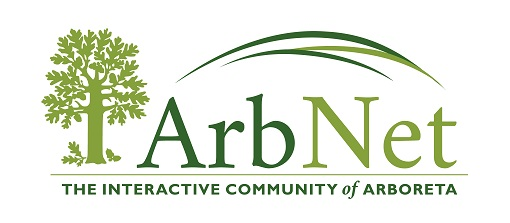 ArbNet
THE INTERACTIVE COMMUNITY of ARBORETA